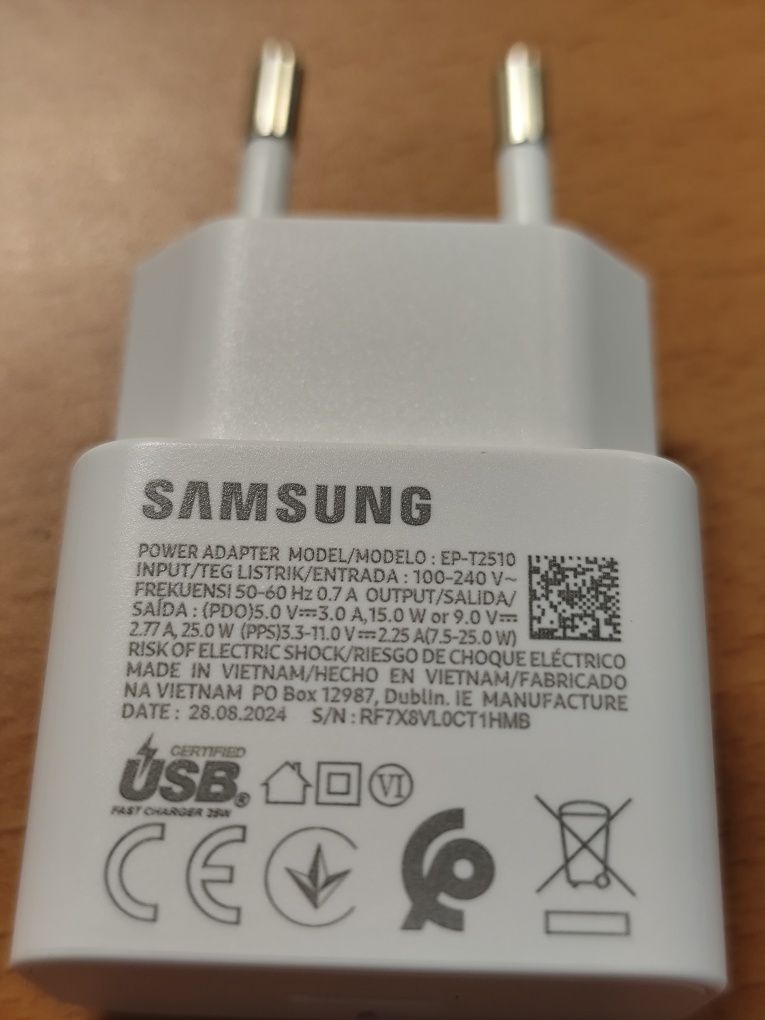 SAMSUNG
POWER ADAPTER MODEL/MODELO : EP-T2510
INPUT/TEG LISTRIK/ENTRADA : 100-240 V~
FREKUENSI 50-60 Hz 0.7 A OUTPUT/SALIDA/
SAÍDA : (PDO)5.0 V⎓3.0 A,15.0 W or 9.0 V⎓
2.77 A, 25.0 W (PPS)3.3-11.0 V⎓2.25 A(7.5-25.0 W)
RISK OF ELECTRIC SHOCK/RIESGO DE CHOQUE ELÉCTRICO
MADE IN VIETNAM/HECHO EN VIETNAM/FABRICADO
NA VIETNAM PO Box 12987, Dublin. IE MANUFACTURE
DATE : 28.08.2024 S/N : RF7X8VL0CT1HMB
CERTIFIED
USB®
FAST CHARGER 25W
VI
CE